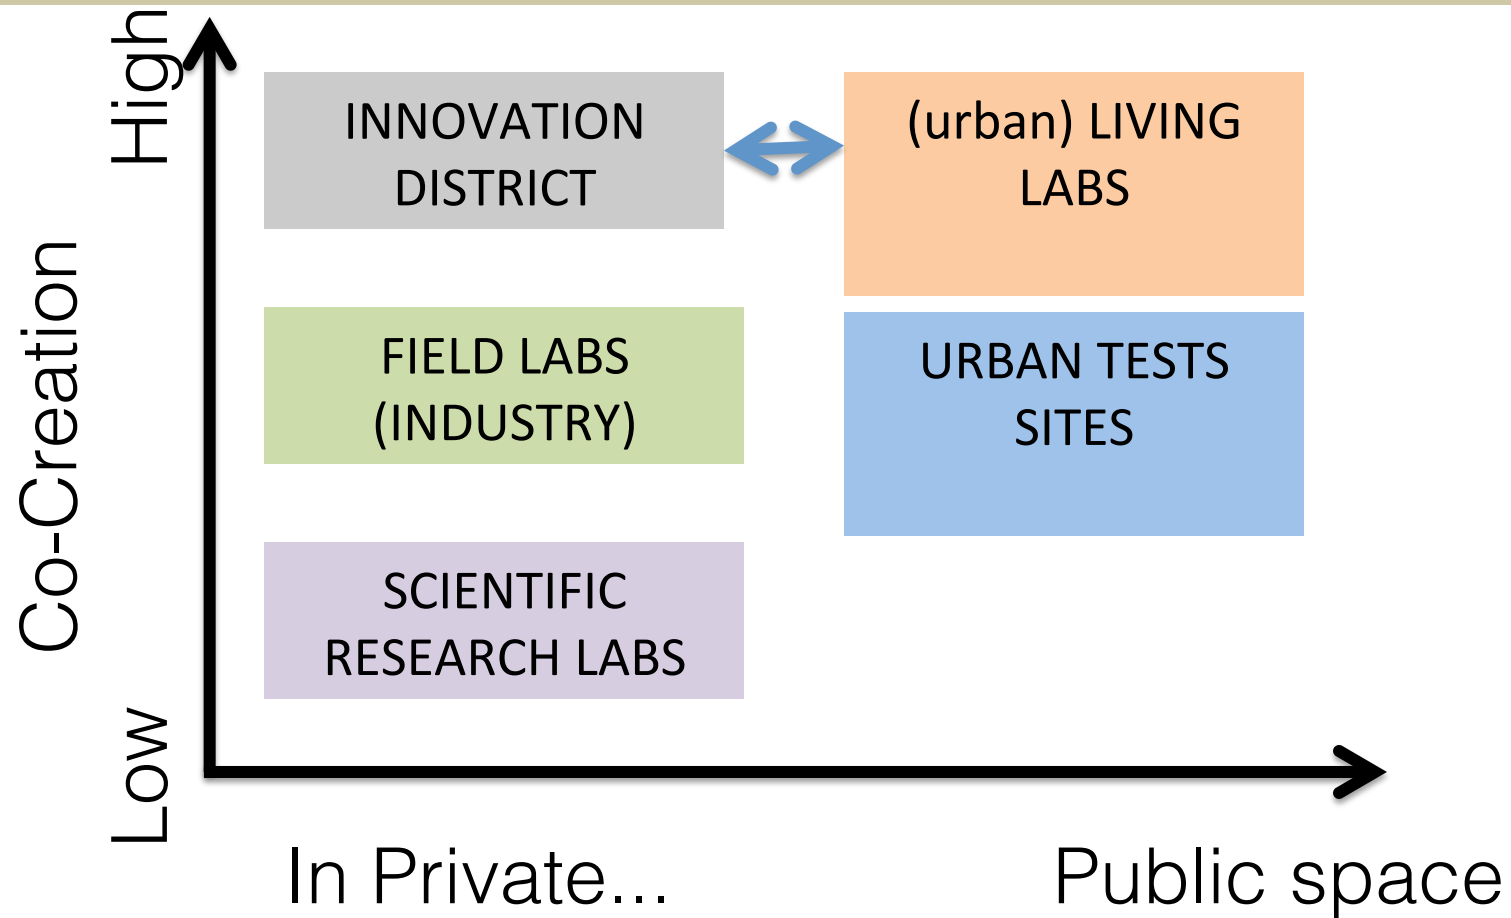 High
Co-Creation
Low
INNOVATION
DISTRICT
(urban) LIVING
LABS
FIELD LABS
(INDUSTRY)
URBAN TESTS
SITES
SCIENTIFIC
RESEARCH LABS
In Private...
Public space